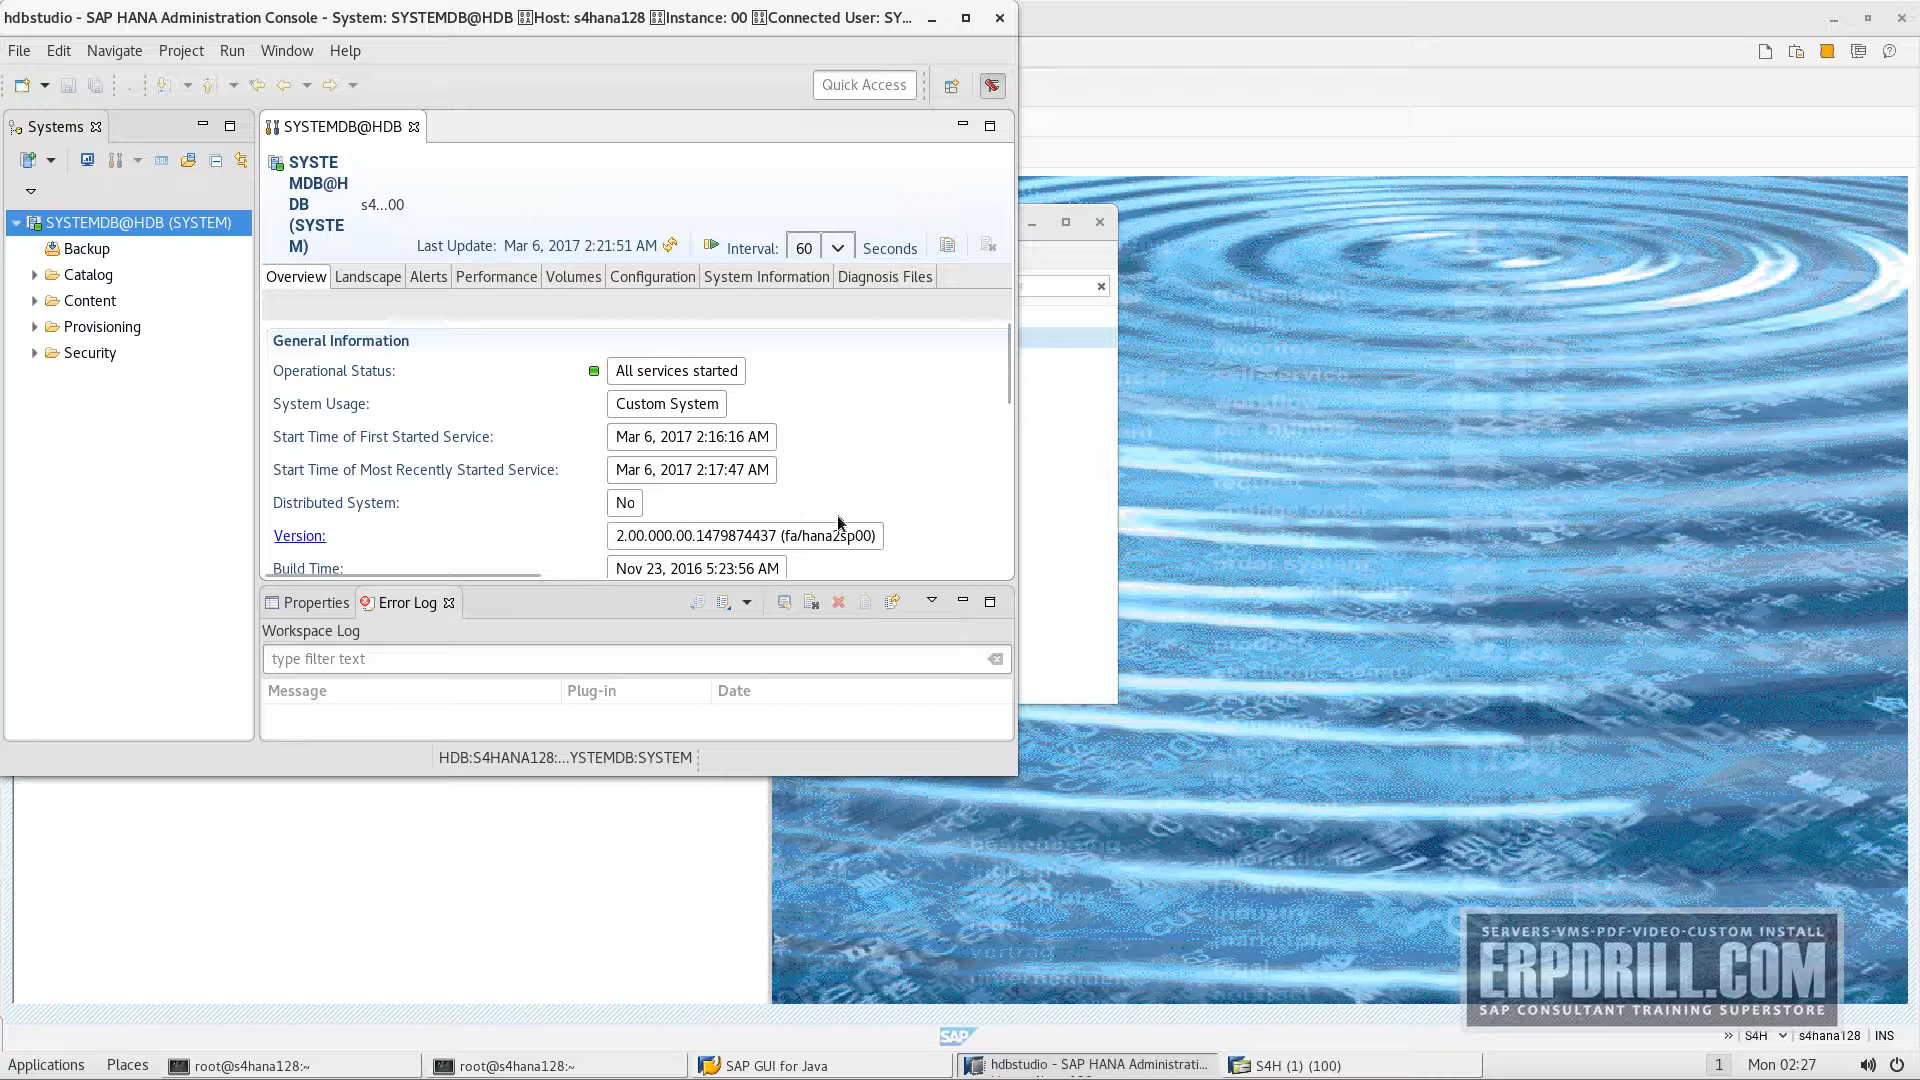 hdbstudio - SAP HANA Administration Console - System: SYSTEMDB@HDB Host: s4hana128 Instance: 00 Connected User: SY...
File Edit Navigate Project Run Window Help
Quick Access
Systems
SYSTEMDB@HDB
SYSTE
MDB@H
DB
(SYSTE
M)
s4...00
Last Update: Mar 6, 2017 2:21:51 AM
Interval: 60 Seconds
SYSTEMDB@HDB (SYSTEM)
Backup
Catalog
Content
Provisioning
Security
Overview Landscape Alerts Performance Volumes Configuration System Information Diagnosis Files
General Information
Operational Status: All services started
System Usage: Custom System
Start Time of First Started Service: Mar 6, 2017 2:16:16 AM
Start Time of Most Recently Started Service: Mar 6, 2017 2:17:47 AM
Distributed System: No
Version: 2.00.000.00.1479874437 (fa/hana2sp00)
Build Time: Nov 23, 2016 5:23:56 AM
Properties Error Log
Workspace Log
type filter text
Message Plug-in Date
HDB:S4HANA128:...YSTEMDB:SYSTEM
SERVERS-VMS-PDF-VIDEO-CUSTOM INSTALL
ERPDRILL.COM
SAP CONSULTANT TRAINING SUPERSTORE
SAP
» S4H s4hana128 INS
Applications Places root@s4hana128:~ root@s4hana128:~ SAP GUI for Java hdbstudio - SAP HANA Administrati... S4H (1) (100) 1 Mon 02:27